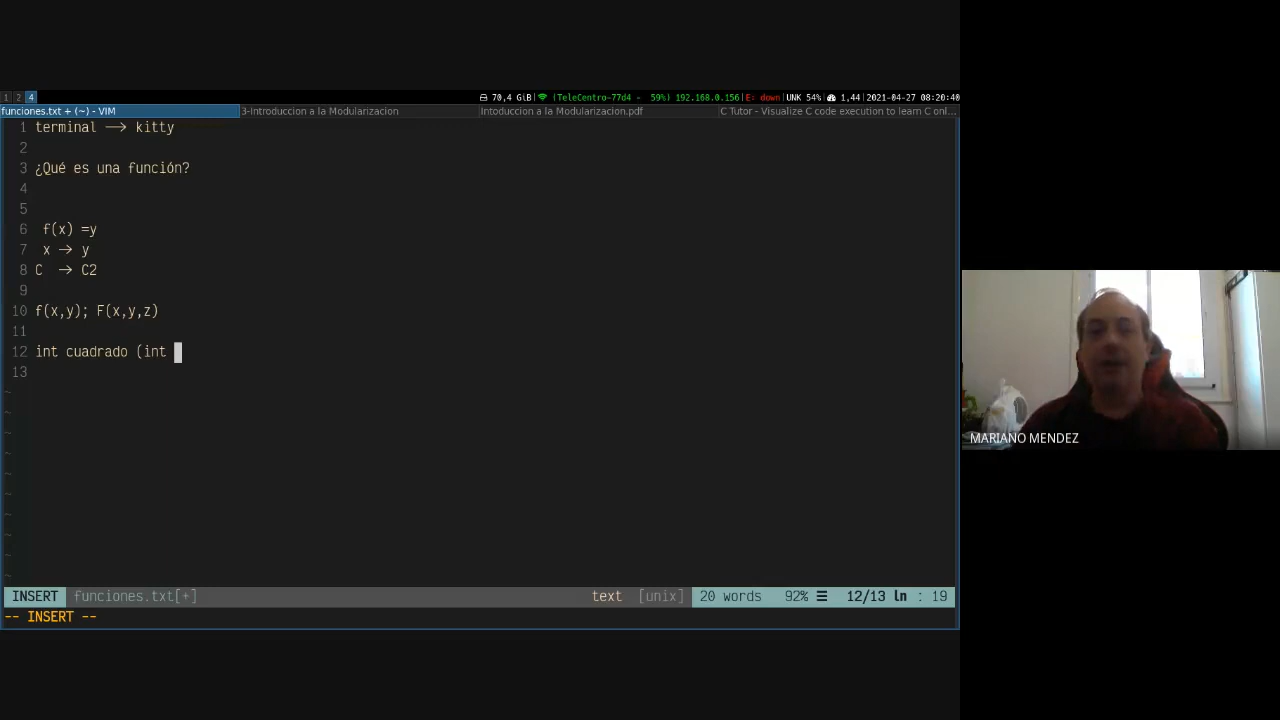 1 2 4 70,4 GiB| (TeleCentro-77d4 - 59%) 192.168.0.156|E: down|UNK 54%| 1,44|2021-04-27 08:20:40
funciones.txt + (~) - VIM 3-Introduccion a la Modularizacion Intoduccion a la Modularizacion.pdf C Tutor - Visualize C code execution to learn C onl...
1 terminal —> kitty
2
3 ¿Qué es una función?
4
5
6 f(x) =y
7 x -> y
8 C -> C2
9
10 f(x,y); F(x,y,z)
11
12 int cuadrado (int
13
~
~
~
~
~
~
~
~
~
~
INSERT funciones.txt[+] text [unix] 20 words 92% ☰ 12/13 ln : 19
-- INSERT --
MARIANO MENDEZ